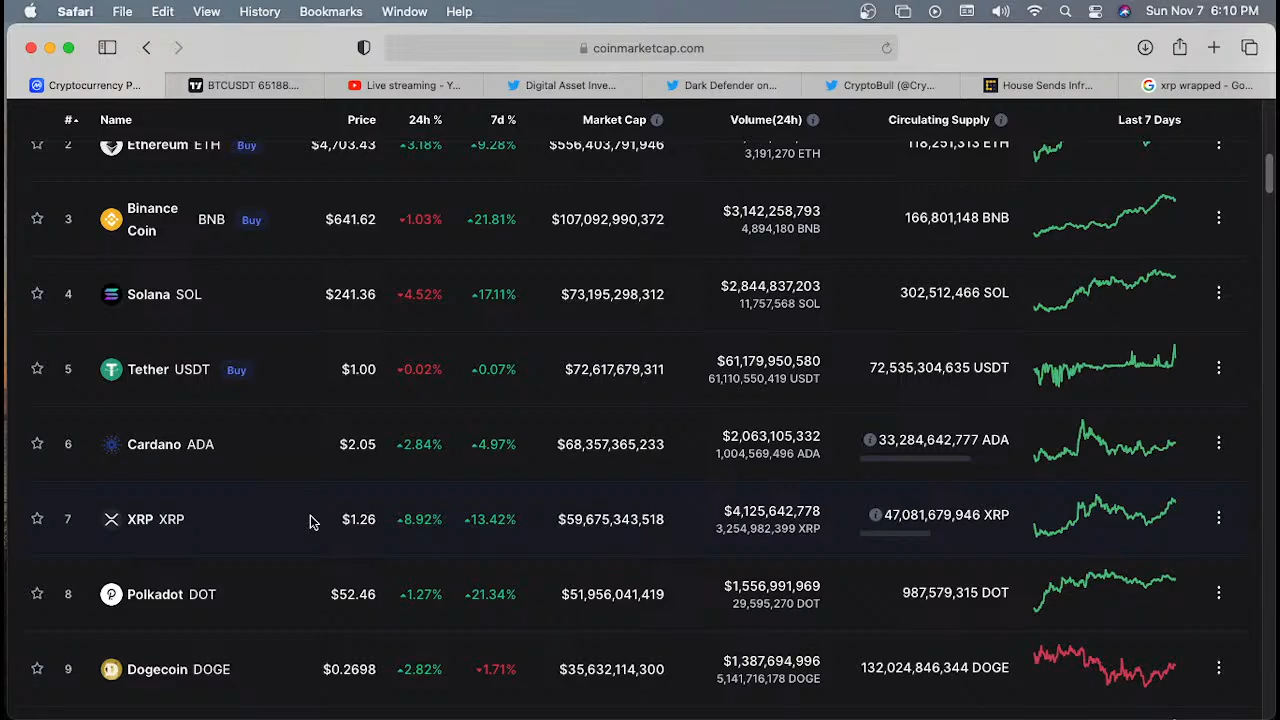 Safari File Edit View History Bookmarks Window Help Sun Nov 7 6:10 PM
coinmarketcap.com
Cryptocurrency P... BTCUSDT 65188.... Live streaming - Y... Digital Asset Inve... Dark Defender on... CryptoBull (@Cry... House Sends Infr... xrp wrapped - Go...
# Name Price 24h % 7d % Market Cap Volume(24h) Circulating Supply Last 7 Days
2 Ethereum ETH Buy $4,703.43 3.18% 9.28% $556,403,791,946 118,251,313 ETH
3,191,270 ETH
3 Binance Coin BNB Buy $641.62 1.03% 21.81% $107,092,990,372 $3,142,258,793 166,801,148 BNB
4,894,180 BNB
4 Solana SOL $241.36 4.52% 17.11% $73,195,298,312 $2,844,837,203 302,512,466 SOL
11,757,568 SOL
5 Tether USDT Buy $1.00 0.02% 0.07% $72,617,679,311 $61,179,950,580 72,535,304,635 USDT
61,110,550,419 USDT
6 Cardano ADA $2.05 2.84% 4.97% $68,357,365,233 $2,063,105,332 33,284,642,777 ADA
1,004,569,496 ADA
7 XRP XRP $1.26 8.92% 13.42% $59,675,343,518 $4,125,642,778 47,081,679,946 XRP
3,254,982,399 XRP
8 Polkadot DOT $52.46 1.27% 21.34% $51,956,041,419 $1,556,991,969 987,579,315 DOT
29,595,270 DOT
9 Dogecoin DOGE $0.2698 2.82% 1.71% $35,632,114,300 $1,387,694,996 132,024,846,344 DOGE
5,141,716,178 DOGE